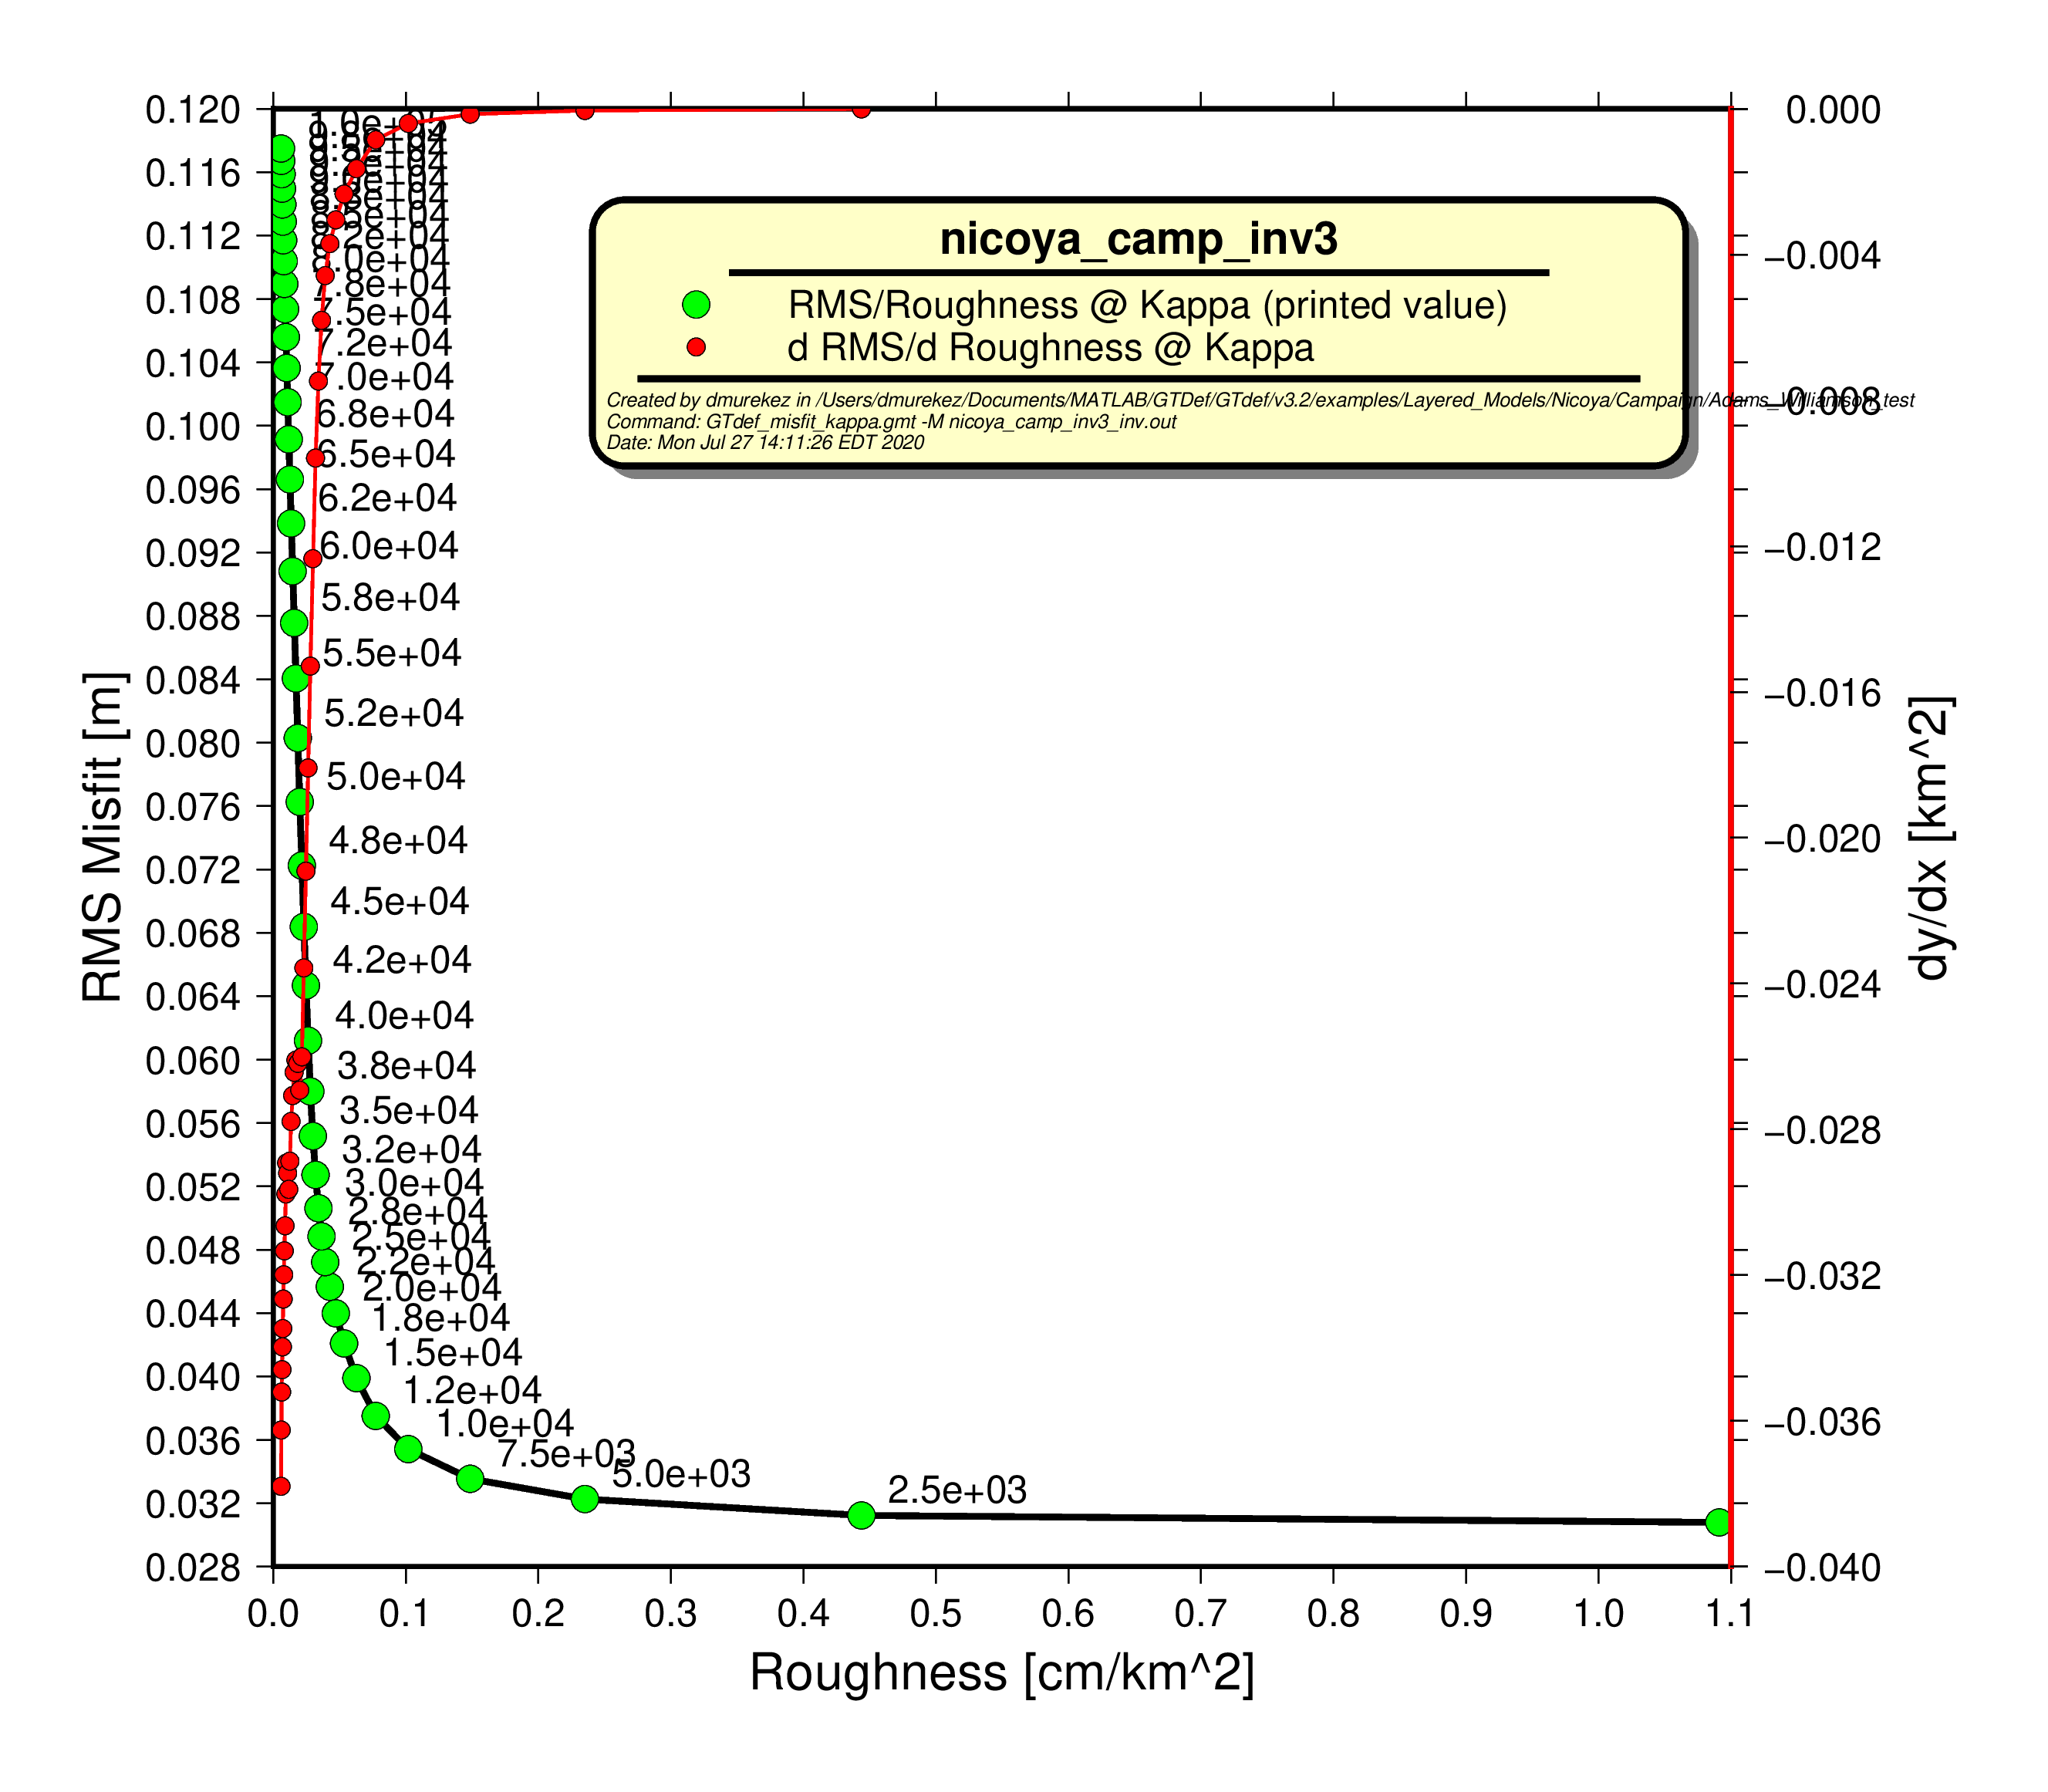 nicoya_camp_inv3
RMS/Roughness @ Kappa (printed value)
d RMS/d Roughness @ Kappa
Created by dmurekez in /Users/dmurekez/Documents/MATLAB/GTDef/GTdef/v3.2/examples/Layered_Models/Nicoya/Campaign/Adams_Williamson_test
Command: GTdef_misfit_kappa.gmt -M nicoya_camp_inv3_inv.out
Date: Mon Jul 27 14:11:26 EDT 2020
RMS Misfit [m]
0.120
0.116
0.112
0.108
0.104
0.100
0.096
0.092
0.088
0.084
0.080
0.076
0.072
0.068
0.064
0.060
0.056
0.052
0.048
0.044
0.040
0.036
0.032
0.028
8.0e+04
7.8e+04
7.5e+04
7.2e+04
7.0e+04
6.8e+04
6.5e+04
6.2e+04
6.0e+04
5.8e+04
5.5e+04
5.2e+04
5.0e+04
4.8e+04
4.5e+04
4.2e+04
4.0e+04
3.8e+04
3.5e+04
3.2e+04
3.0e+04
2.8e+04
2.5e+04
2.2e+04
2.0e+04
1.8e+04
1.5e+04
1.2e+04
1.0e+04
7.5e+03
5.0e+03
2.5e+03
0.000
−0.004
−0.008
−0.012
−0.016
−0.020
−0.024
−0.028
−0.032
−0.036
−0.040
dy/dx [km^2]
0.0 0.1 0.2 0.3 0.4 0.5 0.6 0.7 0.8 0.9 1.0 1.1
Roughness [cm/km^2]